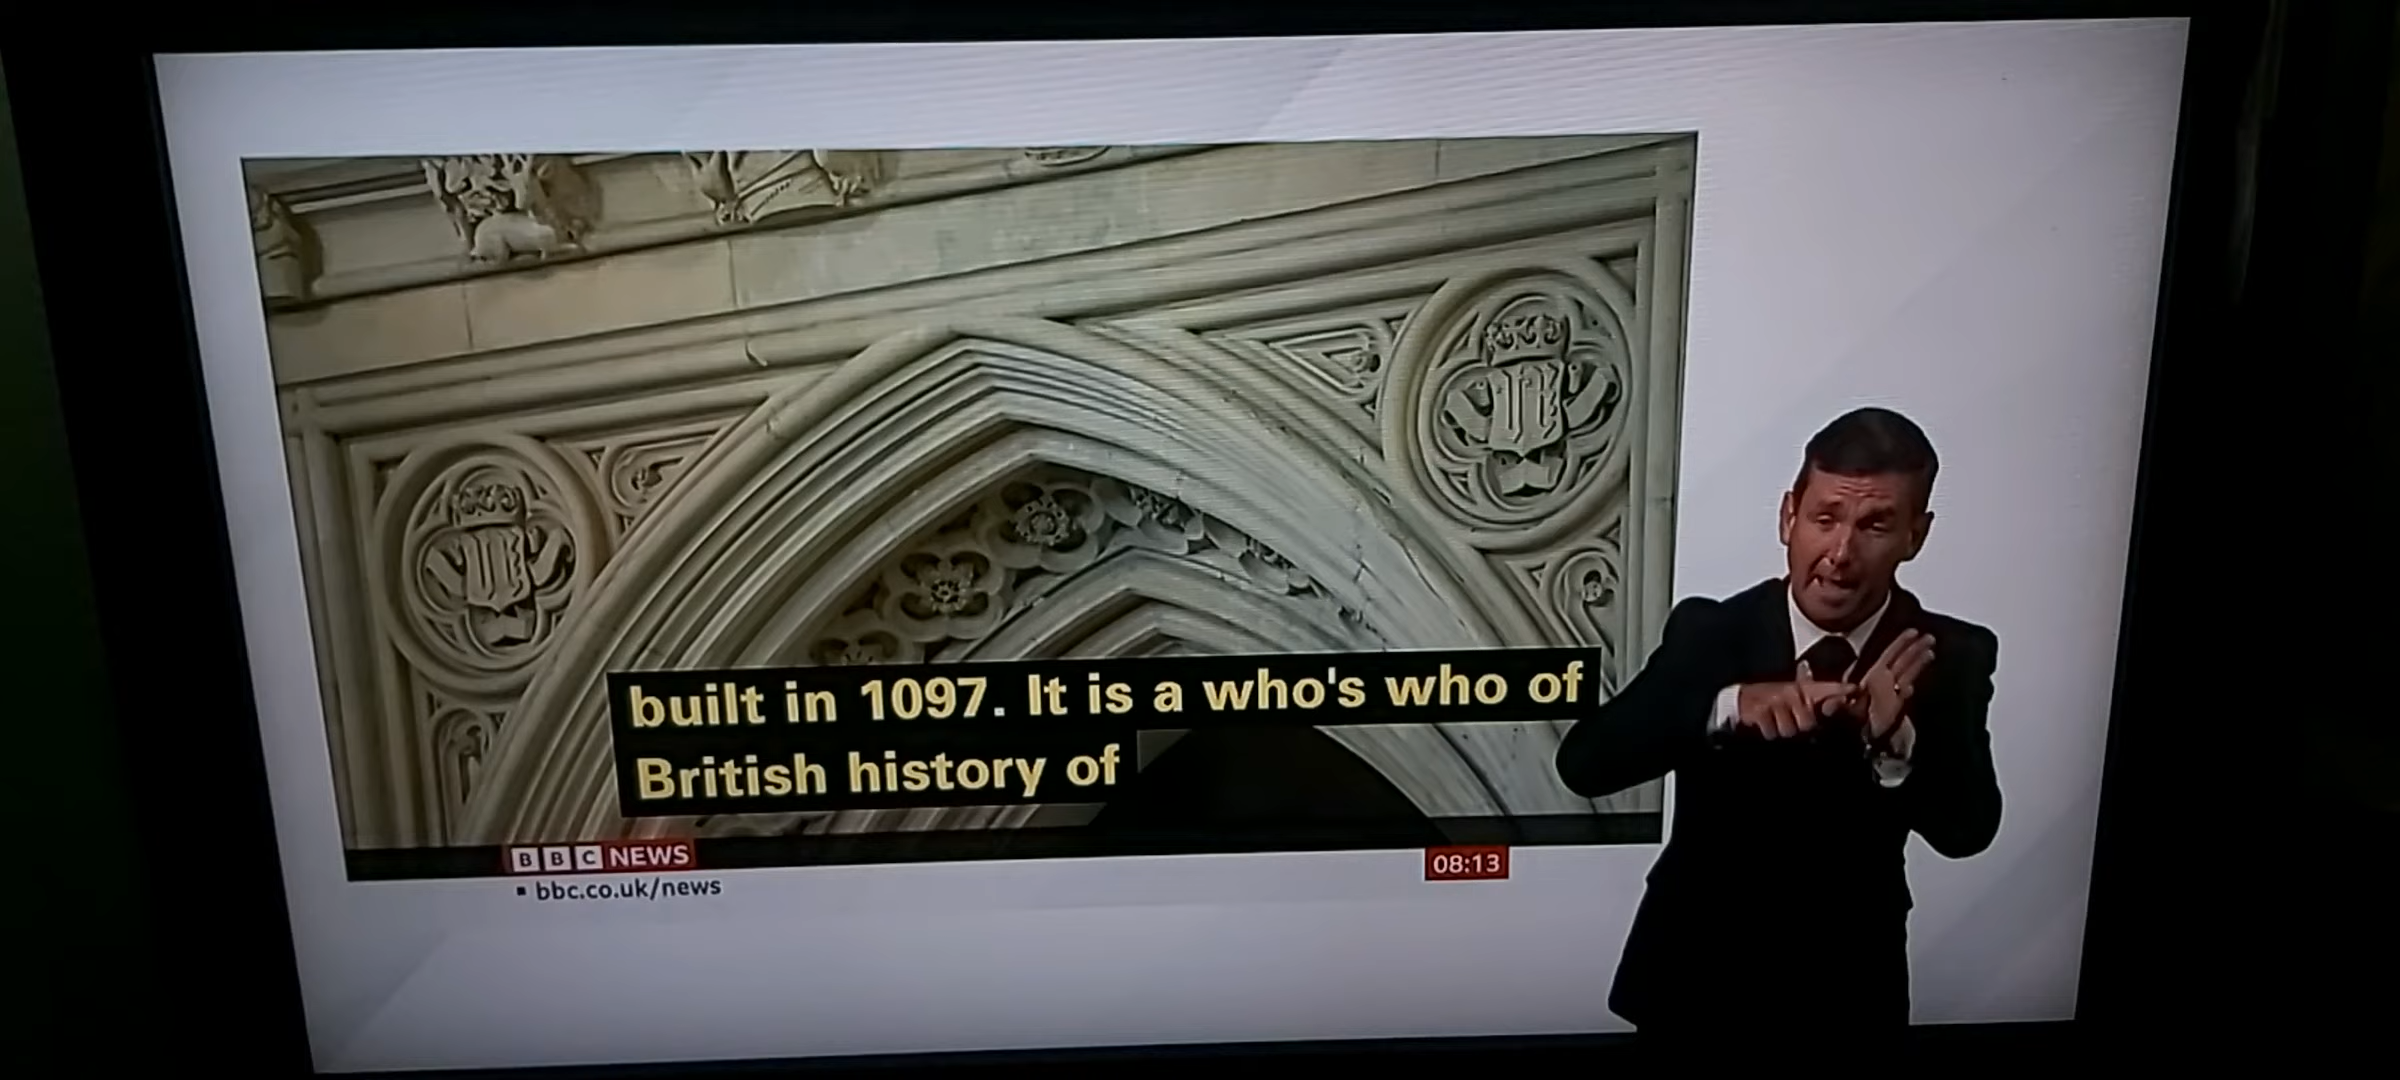 built in 1097. It is a who's who of
British history of
BBC NEWS
08:13
bbc.co.uk/news